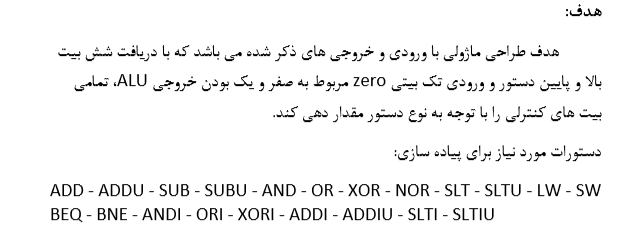 هدف:
هدف طراحی ماژولی با ورودی و خروجی های ذکر شده می باشد که با دریافت شش بیت
بالا و پایین دستور و ورودی تک بیتی zero مربوط به صفر و یک بودن خروجی ALU، تمامی
بیت های کنترلی را با توجه به نوع دستور مقدار دهی کند.
دستورات مورد نیاز برای پیاده سازی:
ADD - ADDU - SUB - SUBU - AND - OR - XOR - NOR - SLT - SLTU - LW - SW
BEQ - BNE - ANDI - ORI - XORI - ADDI - ADDIU - SLTI - SLTIU